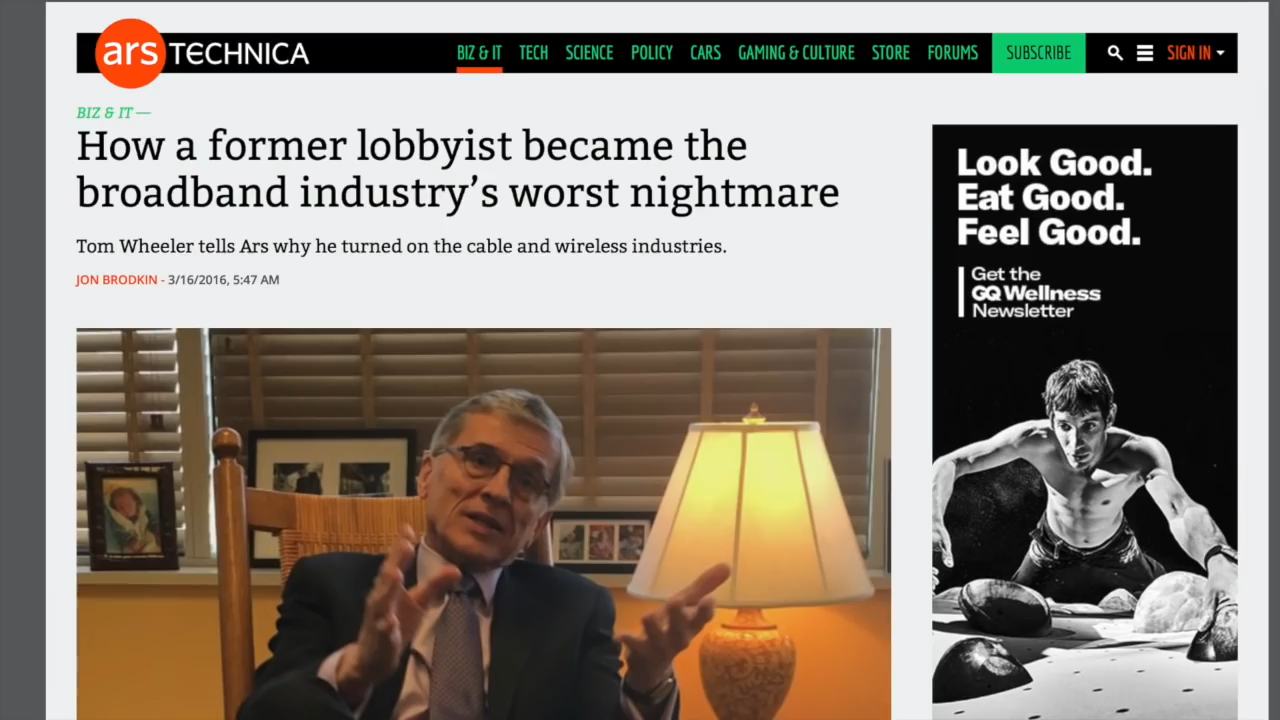 ars TECHNICA
BIZ & IT TECH SCIENCE POLICY CARS GAMING & CULTURE STORE FORUMS SUBSCRIBE SIGN IN
BIZ & IT —
How a former lobbyist became the
broadband industry’s worst nightmare
Tom Wheeler tells Ars why he turned on the cable and wireless industries.
JON BRODKIN - 3/16/2016, 5:47 AM
Look Good.
Eat Good.
Feel Good.
Get the
GQ Wellness
Newsletter